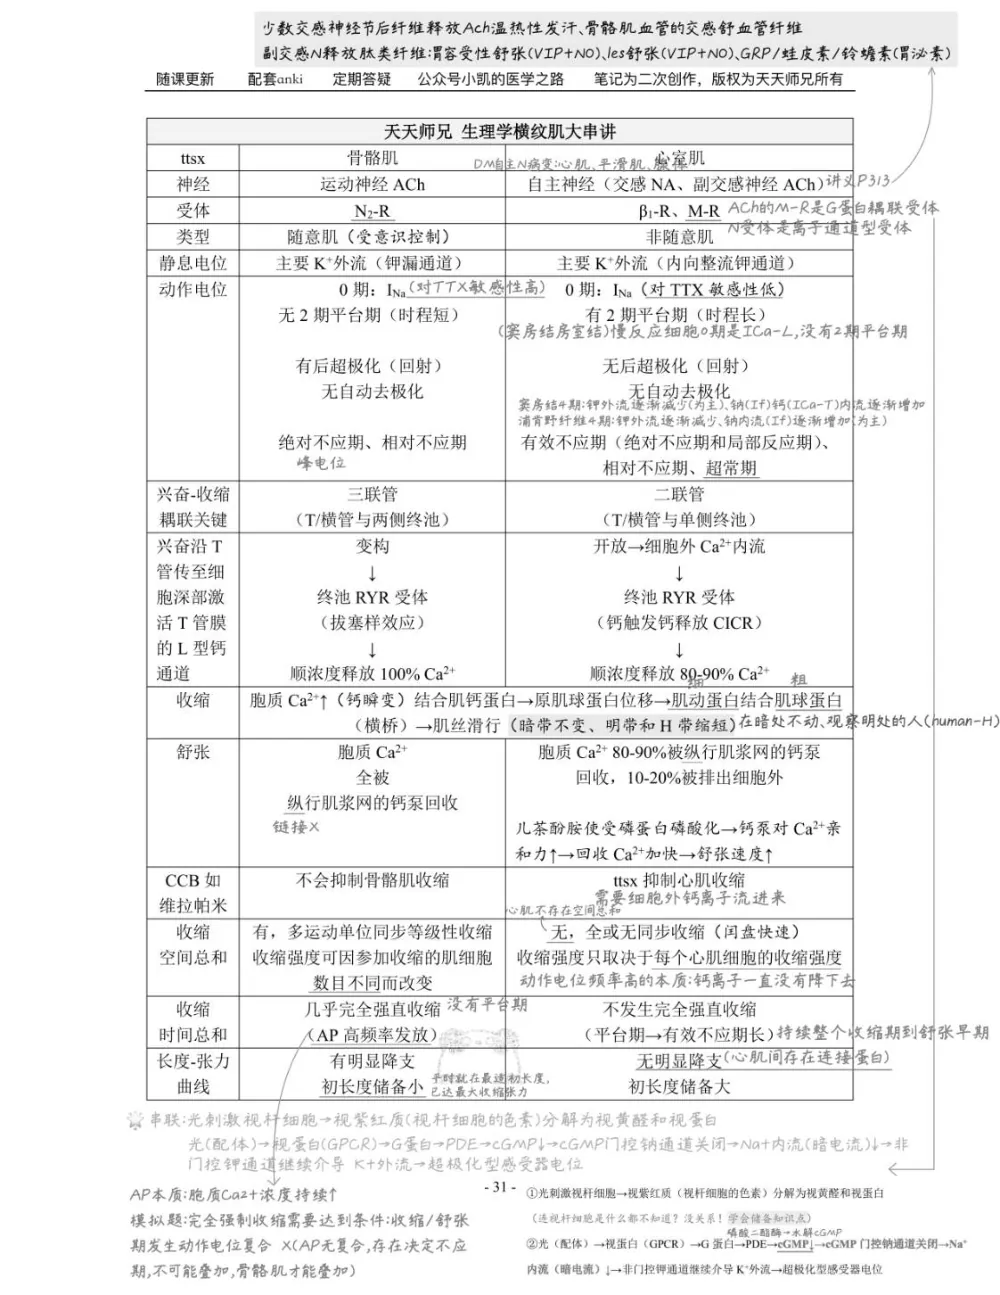 少数交感神经节后纤维释放Ach温热性发汗、骨骼肌血管的交感舒血管纤维
副交感N释放肽类纤维:胃容受性舒张(VIP+NO)、les舒张(VIP+NO)、GRP/蛙皮素/铃蟾素(胃泌素)
随课更新 配套anki 定期答疑 公众号小凯的医学之路 笔记为二次创作，版权为天天师兄所有
天天师兄 生理学横纹肌大串讲
ttsx 骨骼肌 心室肌
DM自主N病变:心肌、平滑肌、腺体
神经 运动神经 ACh 自主神经（交感 NA、副交感神经 ACh）讲义P313
受体 N₂-R β₁-R、M-R ACh的M-R是G蛋白耦联受体
N受体是离子通道型受体
类型 随意肌（受意识控制） 非随意肌
静息电位 主要 K⁺外流（钾漏通道） 主要 K⁺外流（内向整流钾通道）
动作电位 0 期：INa(对TTX敏感性高) 0 期：INa（对 TTX 敏感性低）
无 2 期平台期（时程短） 有 2 期平台期（时程长）
(窦房结房室结)慢反应细胞0期是ICa-L,没有2期平台期
有后超极化（回射） 无后超极化（回射）
无自动去极化 无自动去极化
窦房结4期:钾外流逐渐减少(为主)、钠(If)钙(ICa-T)内流逐渐增加
浦肯野纤维4期:钾外流逐渐减少、钠内流(If)逐渐增加(为主)
绝对不应期、相对不应期 有效不应期（绝对不应期和局部反应期）、
峰电位
相对不应期、超常期
兴奋-收缩 三联管 二联管
耦联关键 （T/横管与两侧终池） （T/横管与单侧终池）
兴奋沿 T 变构 开放→细胞外 Ca²⁺内流
管传至细 ↓ ↓
胞深部激 终池 RYR 受体 终池 RYR 受体
活 T 管膜 （拔塞样效应） （钙触发钙释放 CICR）
的 L 型钙 ↓ ↓
通道 顺浓度释放 100% Ca²⁺ 顺浓度释放 80-90% Ca²⁺
细 粗
收缩 胞质 Ca²⁺↑（钙瞬变）结合肌钙蛋白→原肌球蛋白位移→肌动蛋白结合肌球蛋白
（横桥）→肌丝滑行（暗带不变、明带和 H 带缩短）在暗处不动、观察明处的人(human-H)
舒张 胞质 Ca²⁺ 胞质 Ca²⁺ 80-90%被纵行肌浆网的钙泵
全被 回收，10-20%被排出细胞外
纵行肌浆网的钙泵回收
链接X
儿茶酚胺使受磷蛋白磷酸化→钙泵对 Ca²⁺亲
和力↑→回收 Ca²⁺加快→舒张速度↑
CCB 如 不会抑制骨骼肌收缩 ttsx 抑制心肌收缩
维拉帕米 需要细胞外钙离子流进来
心肌不存在空间总和
收缩 有，多运动单位同步等级性收缩 无，全或无同步收缩（闰盘快速）
空间总和 收缩强度可因参加收缩的肌细胞 收缩强度只取决于每个心肌细胞的收缩强度
数目不同而改变 动作电位频率高的本质:钙离子一直没有降下去
收缩 几乎完全强直收缩 没有平台期 不发生完全强直收缩
时间总和 （AP 高频率发放） （平台期→有效不应期长）持续整个收缩期到舒张早期
长度-张力 有明显降支 无明显降支(心肌间存在连接蛋白)
曲线 初长度储备小 初长度储备大
平时就在最适初长度,
已达最大收缩张力
串联:光刺激视杆细胞→视紫红质(视杆细胞的色素)分解为视黄醛和视蛋白
光(配体)→视蛋白(GPCR)→G蛋白→PDE→cGMP↓→cGMP门控钠通道关闭→Na+内流(暗电流)↓→非
门控钾通道继续介导 K+外流→超极化型感受器电位
- 31 -
AP本质:胞质Ca2+浓度持续↑
模拟题:完全强制收缩需要达到条件:收缩/舒张
期发生动作电位复合 X(AP无复合,存在决定不应
期,不可能叠加,骨骼肌才能叠加)
①光刺激视杆细胞→视紫红质（视杆细胞的色素）分解为视黄醛和视蛋白
（连视杆细胞是什么都不知道？没关系！学会储备知识点）
磷酸二酯酶→水解cGMP
②光（配体）→视蛋白（GPCR）→G 蛋白→PDE→cGMP↓→cGMP 门控钠通道关闭→Na⁺
内流（暗电流）↓→非门控钾通道继续介导 K⁺外流→超极化型感受器电位